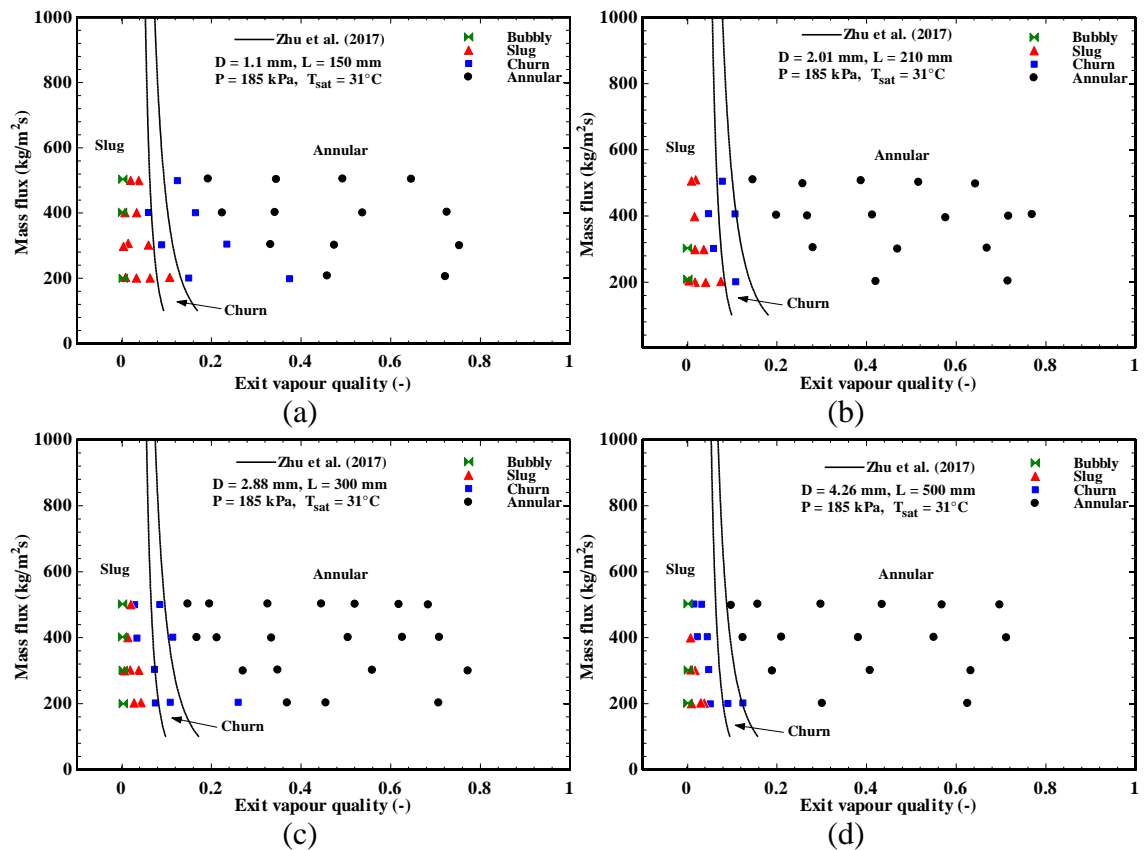 1000
800
600
400
200
0
Mass flux (kg/m²s)
Zhu et al. (2017)
D = 1.1 mm, L = 150 mm
P = 185 kPa, T_sat = 31°C
Bubbly
Slug
Churn
Annular
Slug
Annular
Churn
0 0.2 0.4 0.6 0.8 1
Exit vapour quality (-)
(a)
1000
800
600
400
200
0
Mass flux (kg/m²s)
Zhu et al. (2017)
D = 2.01 mm, L = 210 mm
P = 185 kPa, T_sat = 31°C
Bubbly
Slug
Churn
Annular
Slug
Annular
Churn
0 0.2 0.4 0.6 0.8 1
Exit vapour quality (-)
(b)
1000
800
600
400
200
0
Mass flux (kg/m²s)
Zhu et al. (2017)
D = 2.88 mm, L = 300 mm
P = 185 kPa, T_sat = 31°C
Bubbly
Slug
Churn
Annular
Slug
Annular
Churn
0 0.2 0.4 0.6 0.8 1
Exit vapour quality (-)
(c)
1000
800
600
400
200
0
Mass flux (kg/m²s)
Zhu et al. (2017)
D = 4.26 mm, L = 500 mm
P = 185 kPa, T_sat = 31°C
Bubbly
Slug
Churn
Annular
Slug
Annular
Churn
0 0.2 0.4 0.6 0.8 1
Exit vapour quality (-)
(d)